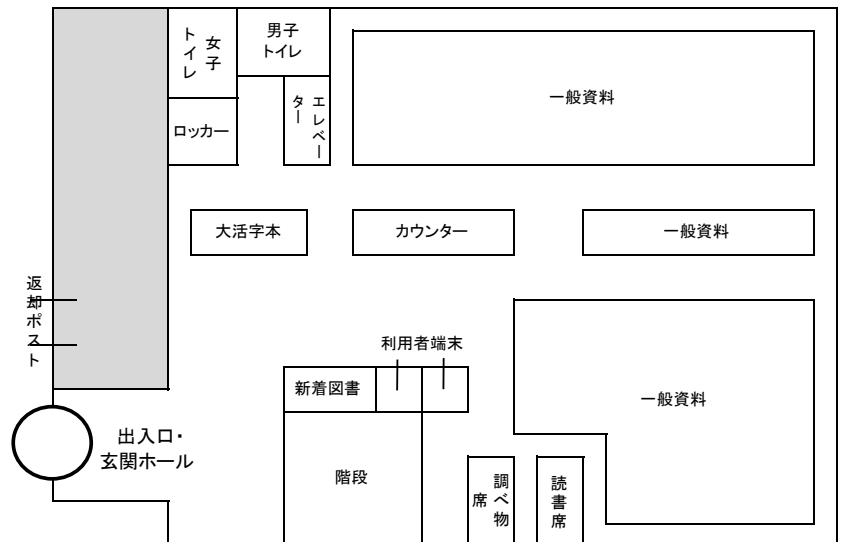 女子
トイレ
男子
トイレ
一般資料
ロッカー
エレベー
ター
大活字本
カウンター
一般資料
返却ポスト
利用者端末
新着図書
一般資料
出入口・
玄関ホール
階段
調べ物
席
読書席